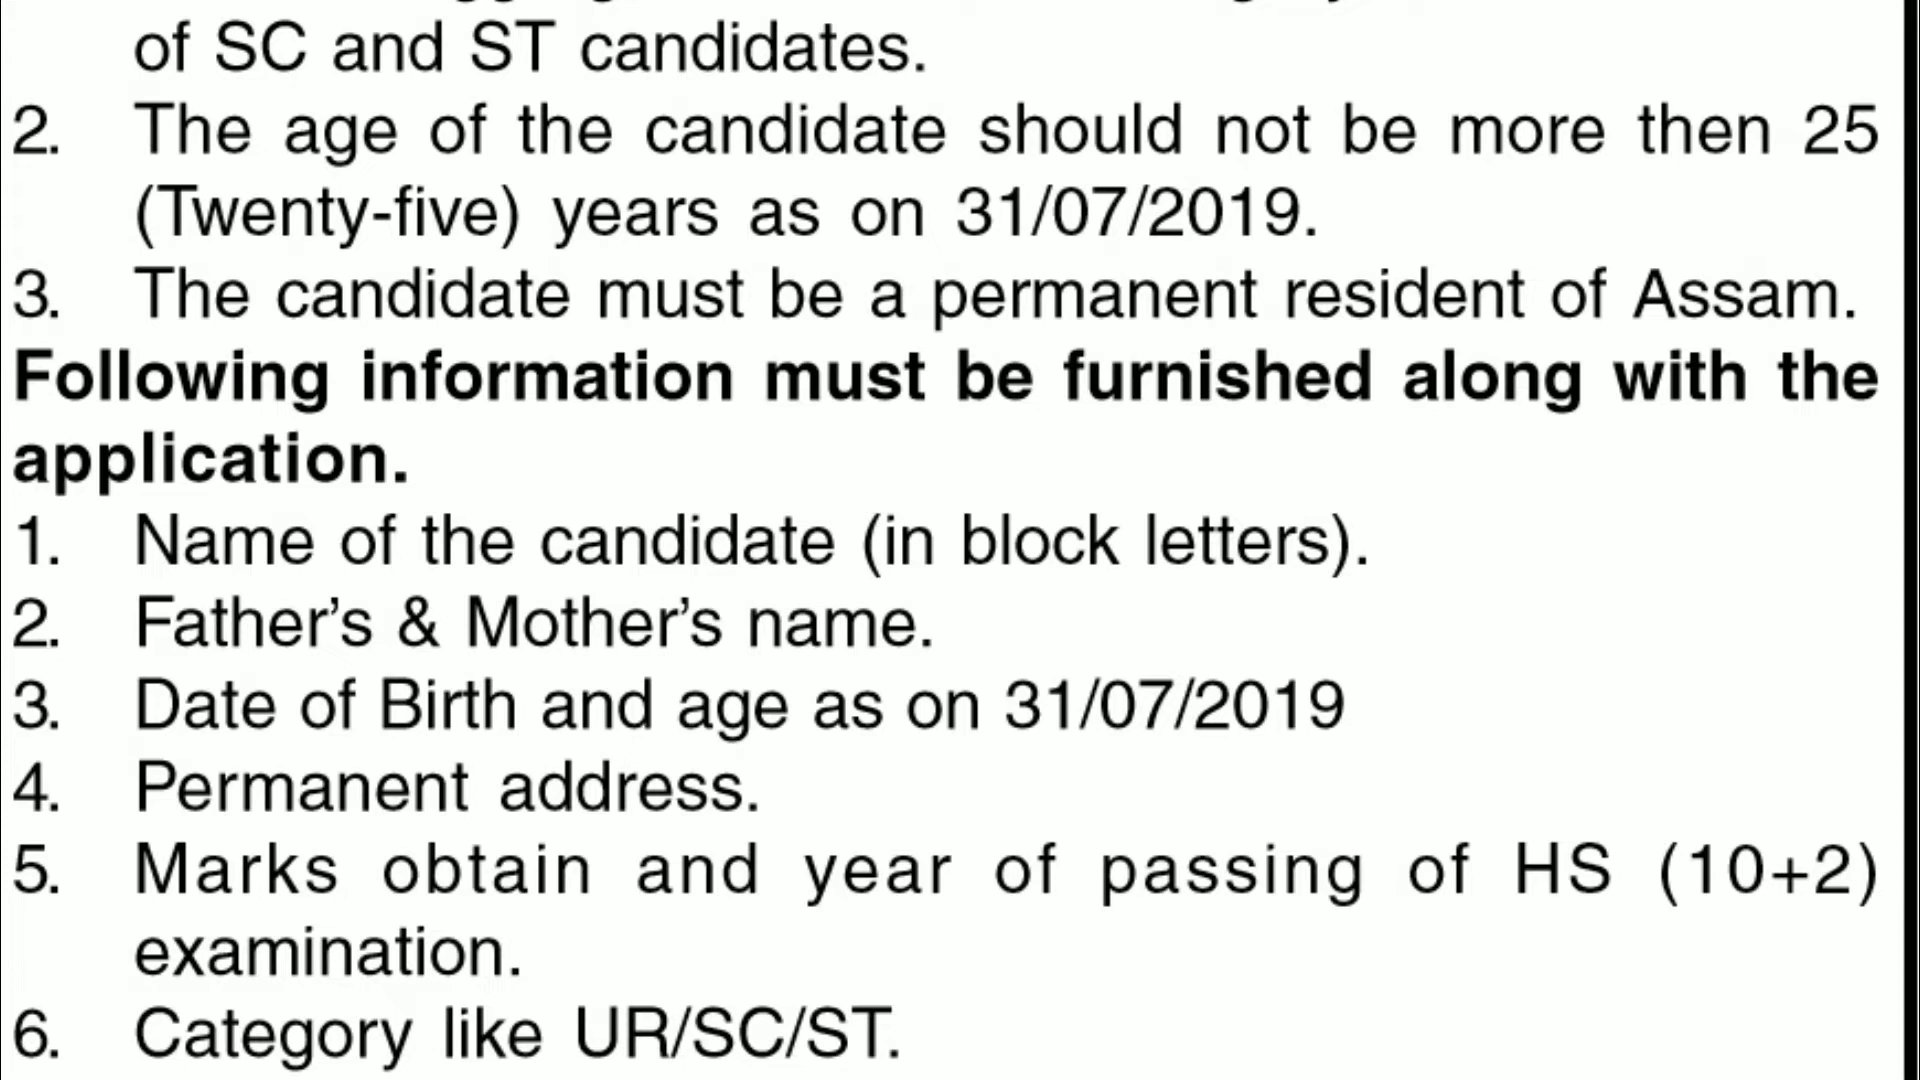 of SC and ST candidates.
2. The age of the candidate should not be more then 25
(Twenty-five) years as on 31/07/2019.
3. The candidate must be a permanent resident of Assam.
Following information must be furnished along with the
application.
1. Name of the candidate (in block letters).
2. Father’s & Mother’s name.
3. Date of Birth and age as on 31/07/2019
4. Permanent address.
5. Marks obtain and year of passing of HS (10+2)
examination.
6. Category like UR/SC/ST.